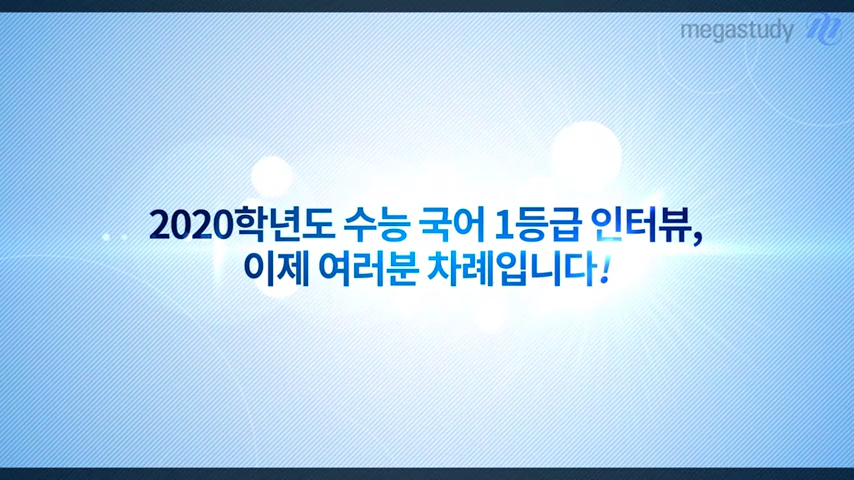 megastudy
2020학년도 수능 국어 1등급 인터뷰,
이제 여러분 차례입니다!